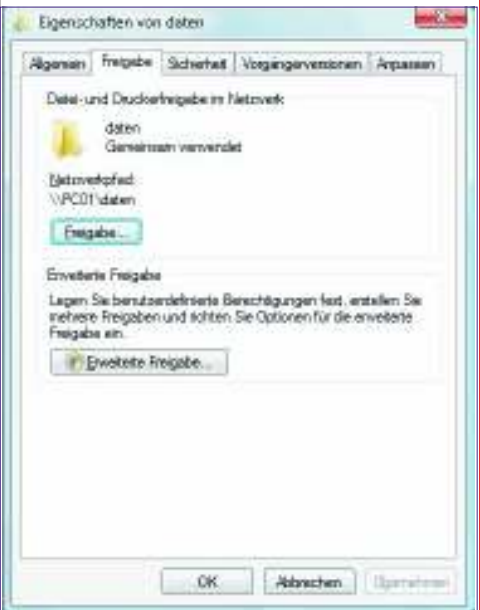 Eigenschaften von daten
Allgemein Freigabe Sicherheit Vorgängerversionen Anpassen
Datei- und Druckerfreigabe im Netzwerk
daten
Gemeinsam verwendet
Netzwerkpfad:
\\PC01\daten
Freigabe...
Erweiterte Freigabe
Legen Sie benutzerdefinierte Berechtigungen fest, erstellen Sie
mehrere Freigaben und richten Sie Optionen für die erweiterte
Freigabe ein.
Erweiterte Freigabe...
OK Abbrechen Übernehmen